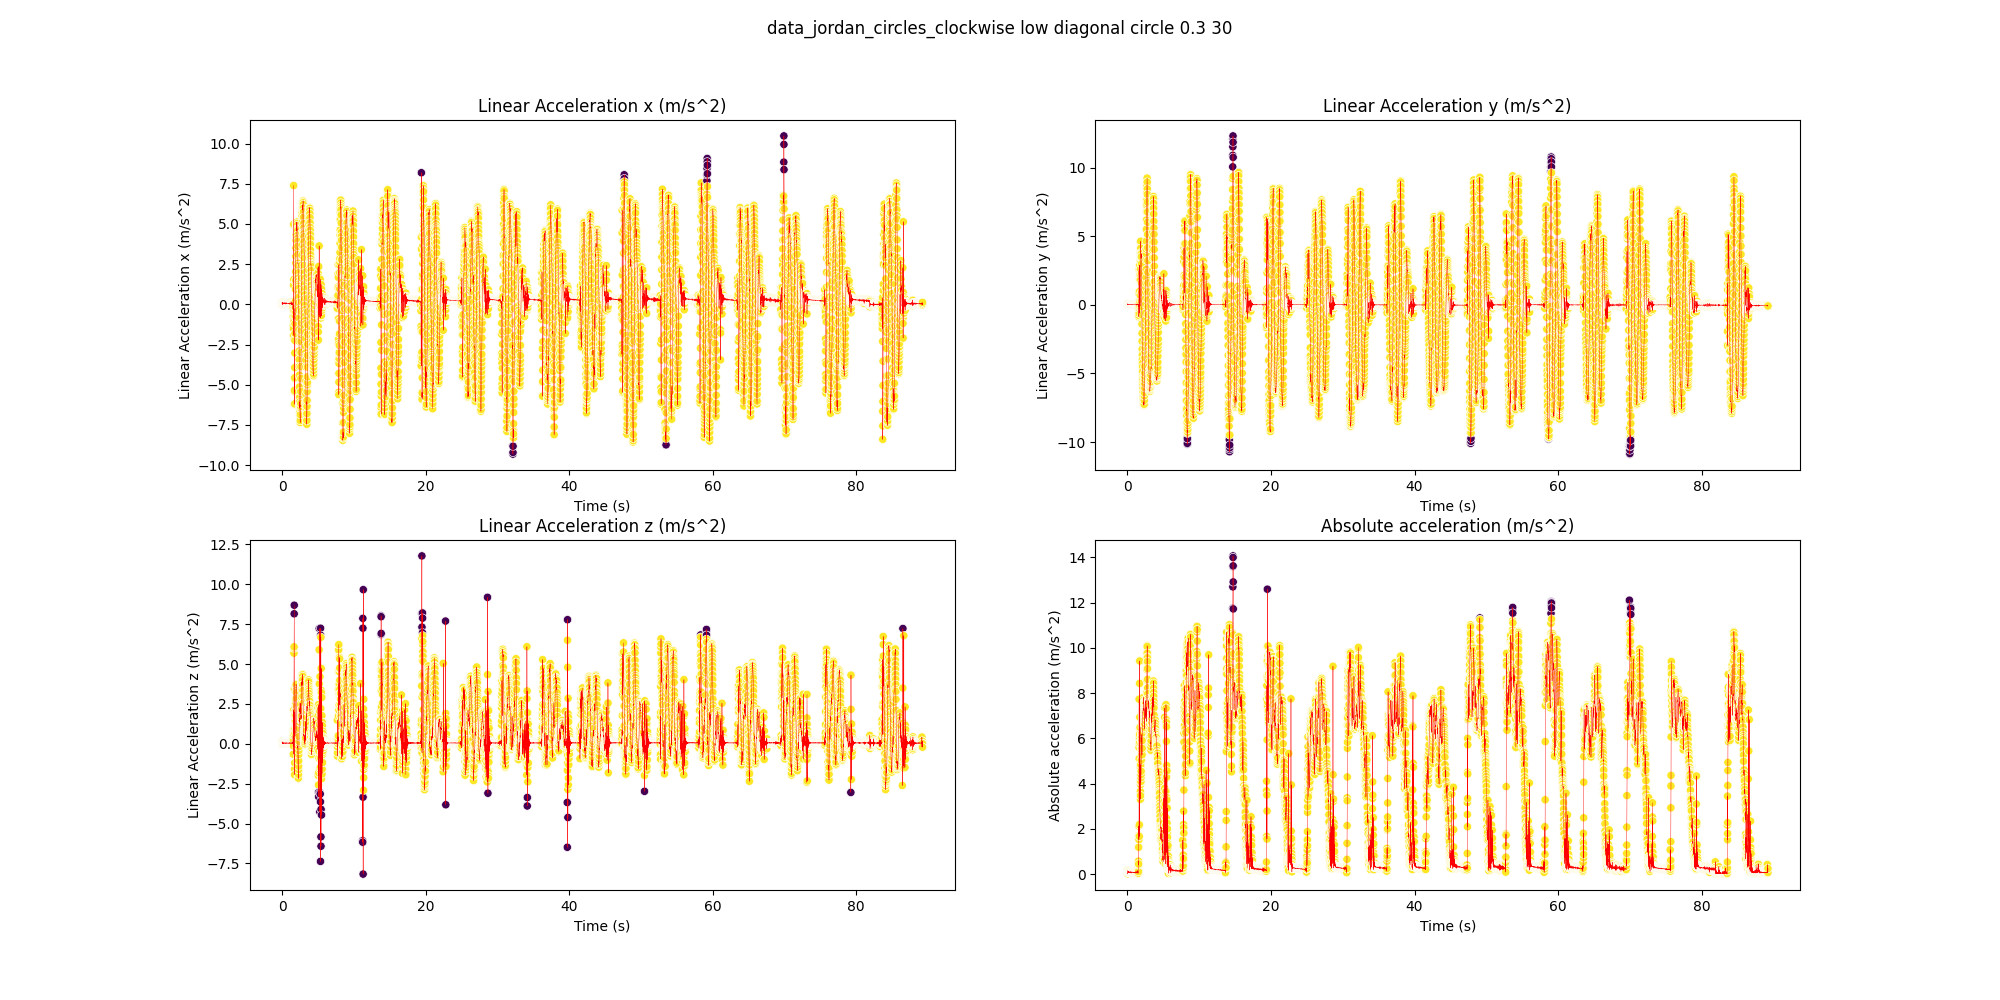 data_jordan_circles_clockwise low diagonal circle 0.3 30
Linear Acceleration x (m/s^2)
Linear Acceleration x (m/s^2)
10.0
7.5
5.0
2.5
0.0
−2.5
−5.0
−7.5
−10.0
0 20 40 60 80
Time (s)
Linear Acceleration y (m/s^2)
Linear Acceleration y (m/s^2)
10
5
0
−5
−10
0 20 40 60 80
Time (s)
Linear Acceleration z (m/s^2)
Linear Acceleration z (m/s^2)
12.5
10.0
7.5
5.0
2.5
0.0
−2.5
−5.0
−7.5
0 20 40 60 80
Time (s)
Absolute acceleration (m/s^2)
Absolute acceleration (m/s^2)
14
12
10
8
6
4
2
0
0 20 40 60 80
Time (s)